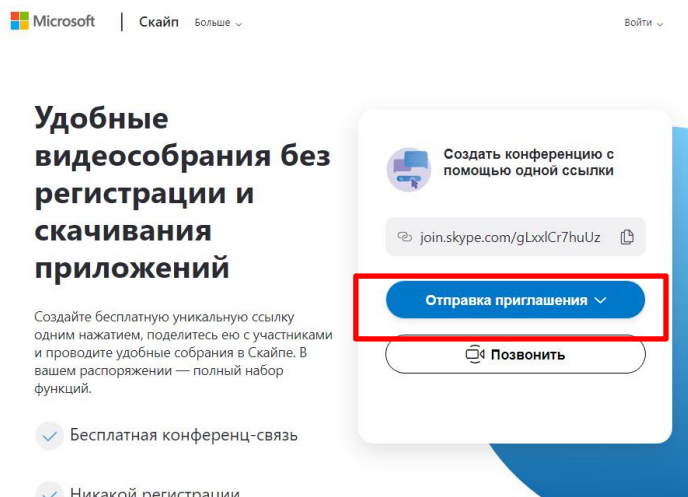 Microsoft | Скайп Больше
Войти
Удобные
видеособрания без
регистрации и
скачивания
приложений
Создайте бесплатную уникальную ссылку
одним нажатием, поделитесь ею с участниками
и проводите удобные собрания в Скайпе. В
вашем распоряжении — полный набор
функций.
Бесплатная конференц-связь
Никакой регистрации
Создать конференцию с
помощью одной ссылки
join.skype.com/gLxxlCr7huUz
Отправка приглашения
Позвонить